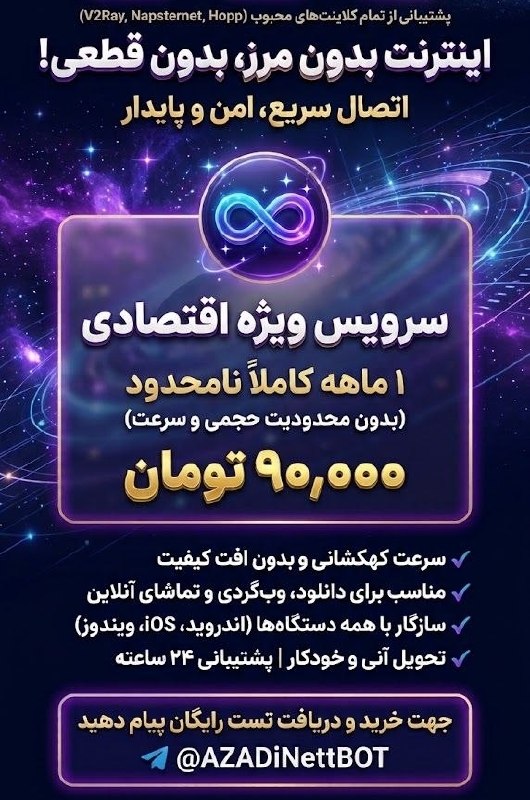 پشتیبانی از تمام کلاینت‌های محبوب (V2Ray, Napsternet, Hopp)
اینترنت بدون مرز، بدون قطعی!
اتصال سریع، امن و پایدار
سرویس ویژه اقتصادی
۱ ماهه کاملاً نامحدود
(بدون محدودیت حجمی و سرعت)
۹۰,۰۰۰ تومان
✓ سرعت کهکشانی و بدون افت کیفیت
✓ مناسب برای دانلود، وب‌گردی و تماشای آنلاین
✓ سازگار با همه دستگاه‌ها (اندروید، iOS، ویندوز)
✓ تحویل آنی و خودکار | پشتیبانی ۲۴ ساعته
جهت خرید و دریافت تست رایگان پیام دهید
@AZADiNettBOT